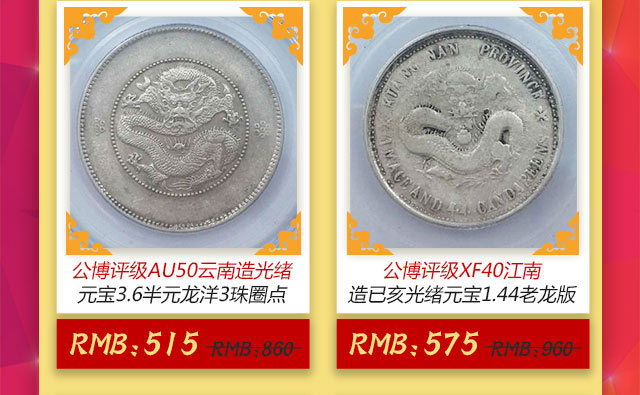 公博评级AU50云南造光绪
元宝3.6半元龙洋3珠圈点
RMB:515 RMB:860
NAN PROVINCE
公博评级XF40江南
造已亥光绪元宝1.44老龙版
RMB:575 RMB:960